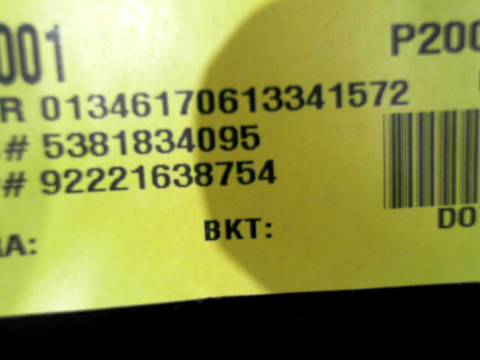 001 P200
R 01346170613341572
# 5381834095
# 92221638754
A: BKT: DO